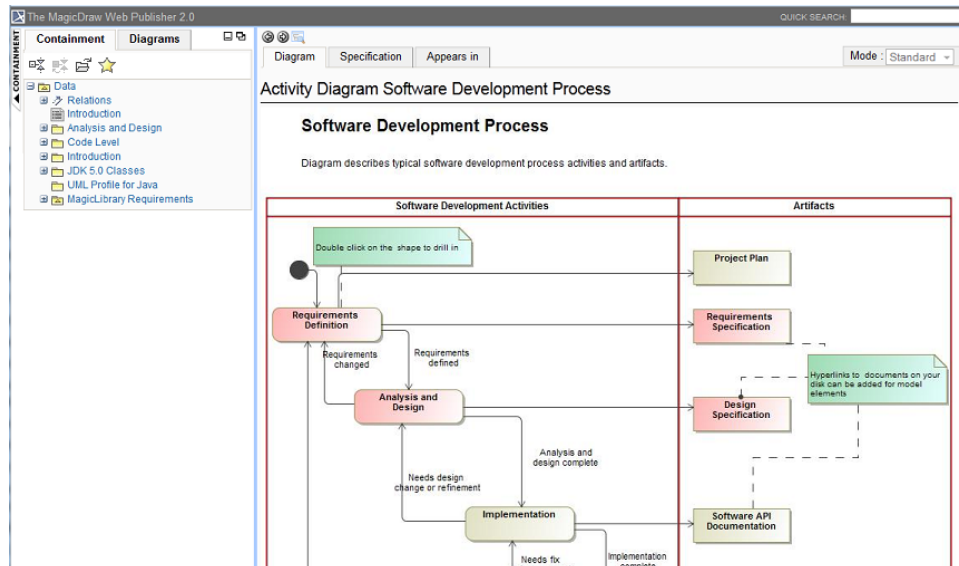 The MagicDraw Web Publisher 2.0
QUICK SEARCH:
CONTAINMENT
Containment
Diagrams
Data
Relations
Introduction
Analysis and Design
Code Level
Introduction
JDK 5.0 Classes
UML Profile for Java
MagicLibrary Requirements
Diagram
Specification
Appears in
Mode :
Standard
Activity Diagram Software Development Process
Software Development Process
Diagram describes typical software development process activities and artifacts.
Software Development Activities
Artifacts
Double click on the shape to drill in
Project Plan
Requirements
Definition
Requirements
Specification
Requirements
changed
Requirements
defined
Hyperlinks to documents on your
disk can be added for model
elements
Analysis and
Design
Design
Specification
Analysis and
design complete
Needs design
change or refinement
Implementation
Software API
Documentation
Needs fix
Implementation
complete